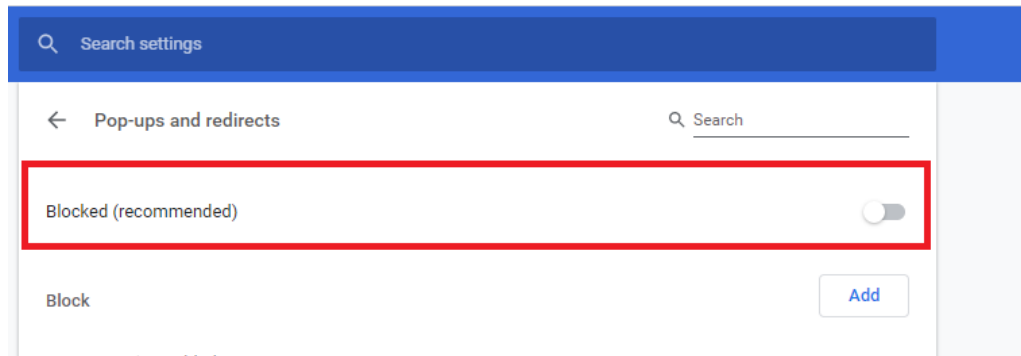 Search settings
Pop-ups and redirects
Search
Blocked (recommended)
Block
Add